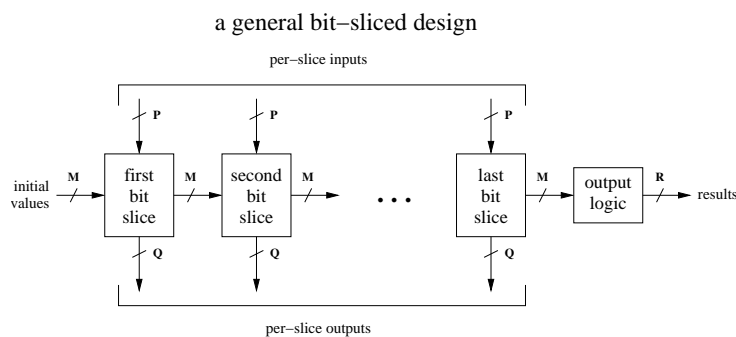 a general bit−sliced design
per−slice inputs
P P P
initial values
M
first bit slice
M
second bit slice
M
• • •
last bit slice
M
output logic
R
results
Q Q Q
per−slice outputs